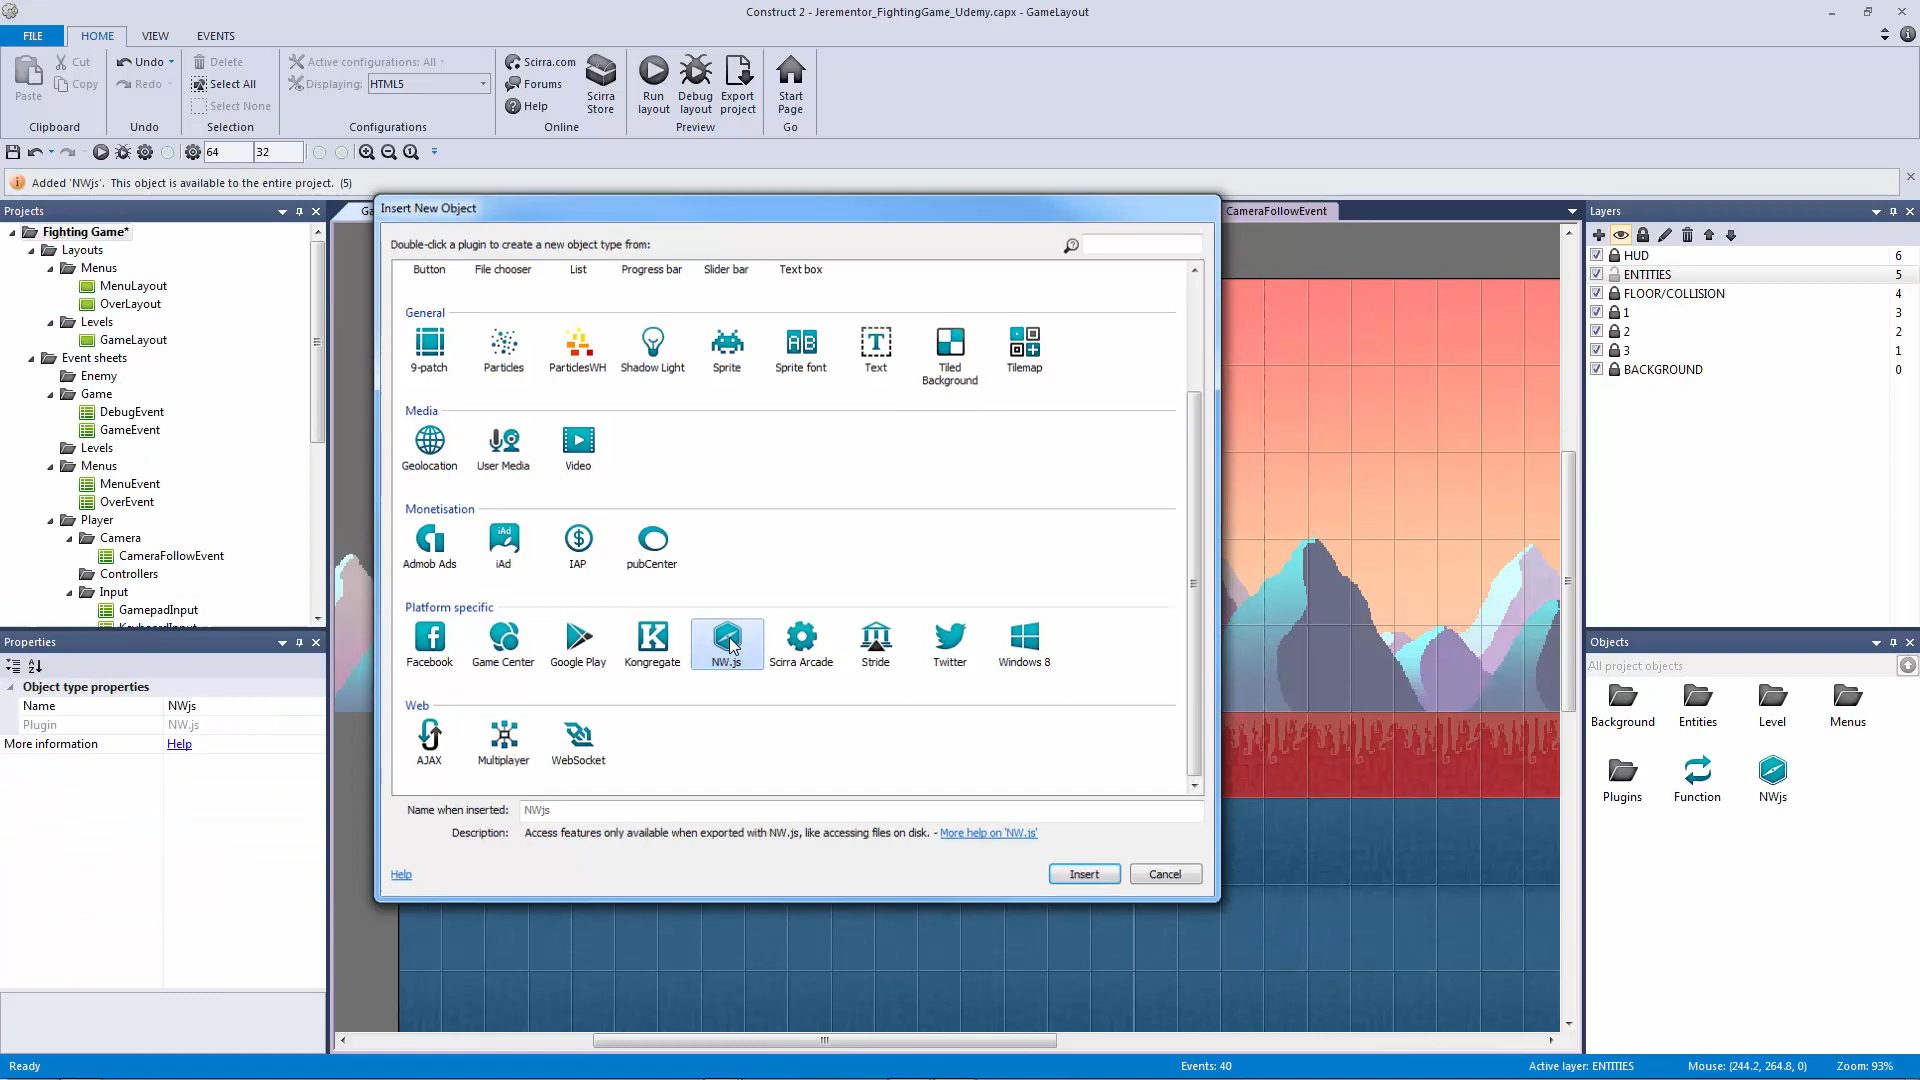 Construct 2 - Jerementor_FightingGame_Udemy.capx - GameLayout
FILE
HOME
VIEW
EVENTS
Paste
Cut
Copy
Clipboard
Undo
Redo
Undo
Delete
Select All
Select None
Selection
Active configurations: All
Displaying:
HTML5
Configurations
Scirra.com
Forums
Help
Scirra
Store
Online
Run
layout
Debug
layout
Export
project
Preview
Start
Page
Go
64
32
Added 'NWjs'. This object is available to the entire project. (5)
Projects
Fighting Game*
Layouts
Menus
MenuLayout
OverLayout
Levels
GameLayout
Event sheets
Enemy
Game
DebugEvent
GameEvent
Levels
Menus
MenuEvent
OverEvent
Player
Camera
CameraFollowEvent
Controllers
Input
GamepadInput
KeyboardInput
Properties
Object type properties
Name
NWjs
Plugin
NW.js
More information
Help
Ga
CameraFollowEvent
Insert New Object
Double-click a plugin to create a new object type from:
Button
File chooser
List
Progress bar
Slider bar
Text box
General
9-patch
Particles
ParticlesWH
Shadow Light
Sprite
AB
Sprite font
T
Text
Tiled
Background
Tilemap
Media
Geolocation
User Media
Video
Monetisation
Admob Ads
iAd
iAd
IAP
pubCenter
Platform specific
Facebook
Game Center
Google Play
Kongregate
NW.js
Scirra Arcade
Stride
Twitter
Windows 8
Web
AJAX
Multiplayer
WebSocket
Name when inserted:
NWjs
Description:
Access features only available when exported with NW.js, like accessing files on disk. - More help on 'NW.js'
Help
Insert
Cancel
Layers
HUD 6
ENTITIES 5
FLOOR/COLLISION 4
1 3
2 2
3 1
BACKGROUND 0
Objects
All project objects
Background
Entities
Level
Menus
Plugins
Function
NWjs
Ready
Events: 40
Active layer: ENTITIES
Mouse: (244.2, 264.8, 0)
Zoom: 93%